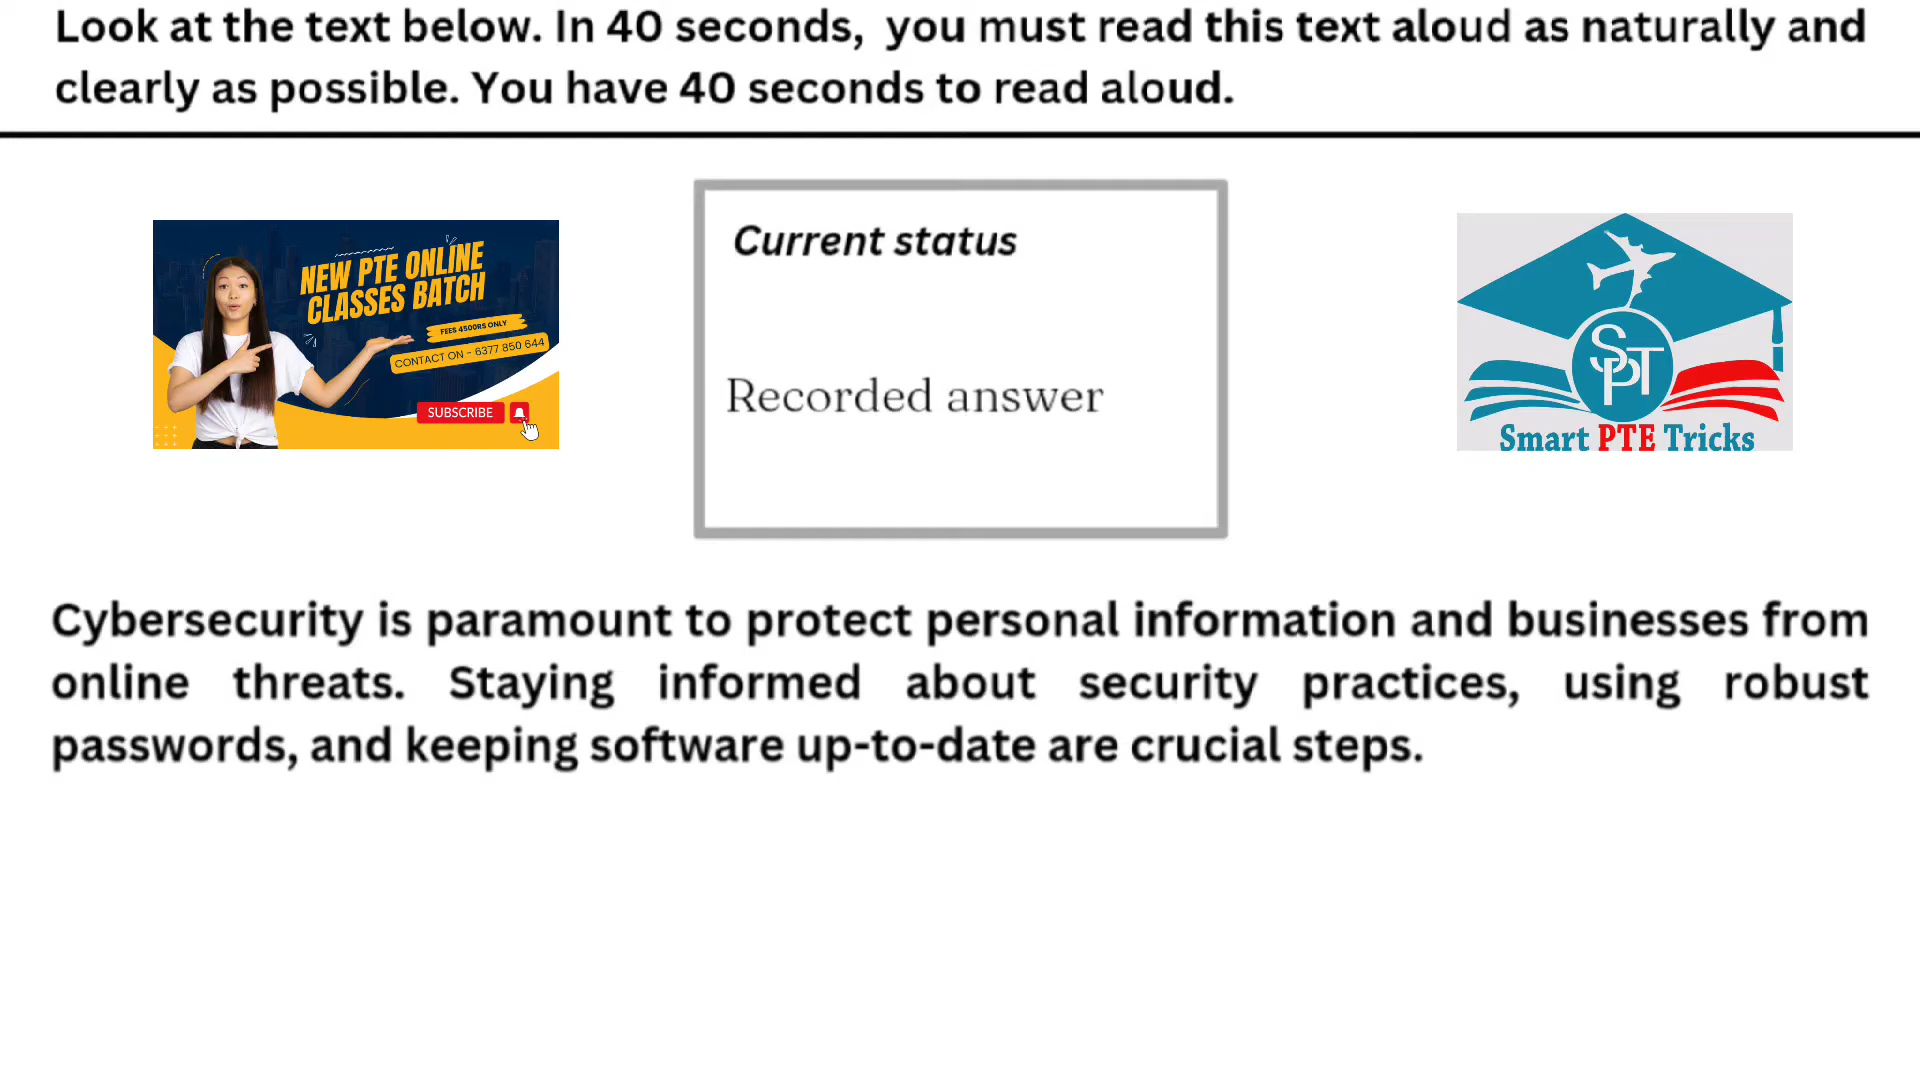 Look at the text below. In 40 seconds, you must read this text aloud as naturally and
clearly as possible. You have 40 seconds to read aloud.
NEW PTE ONLINE
CLASSES BATCH
FEES 4500RS ONLY
CONTACT ON - 6377 850 644
SUBSCRIBE
Current status
Recorded answer
SPT
Smart PTE Tricks
Cybersecurity is paramount to protect personal information and businesses from
online threats. Staying informed about security practices, using robust
passwords, and keeping software up-to-date are crucial steps.